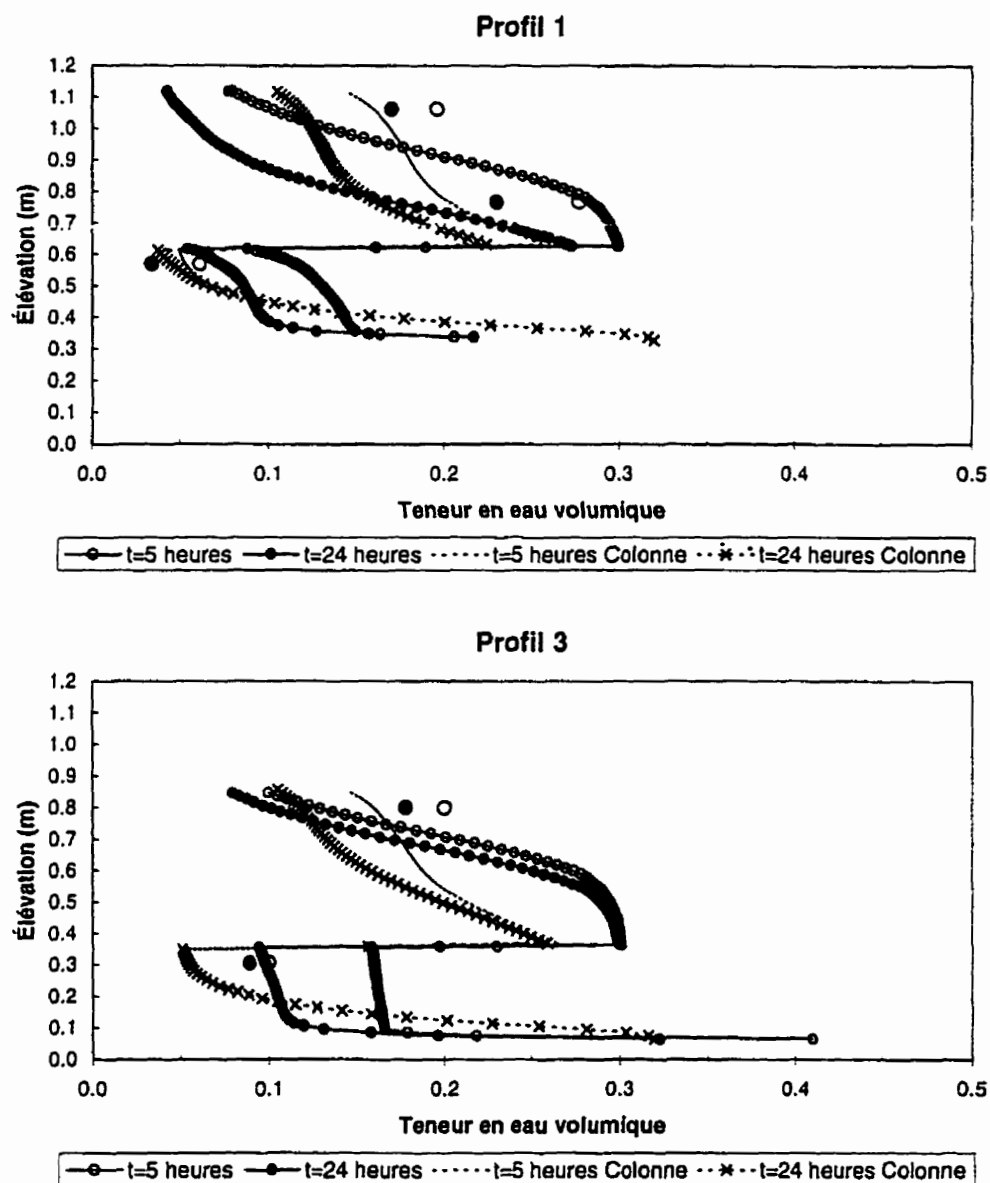 Profil 1
1.2
1.1
1.0
0.9
0.8
0.7
0.6
0.5
0.4
0.3
0.2
0.1
0.0
Élévation (m)
0.0 0.1 0.2 0.3 0.4 0.5
Teneur en eau volumique
t=5 heures t=24 heures t=5 heures Colonne t=24 heures Colonne
Profil 3
1.2
1.1
1.0
0.9
0.8
0.7
0.6
0.5
0.4
0.3
0.2
0.1
0.0
Élévation (m)
0.0 0.1 0.2 0.3 0.4 0.5
Teneur en eau volumique
t=5 heures t=24 heures t=5 heures Colonne t=24 heures Colonne